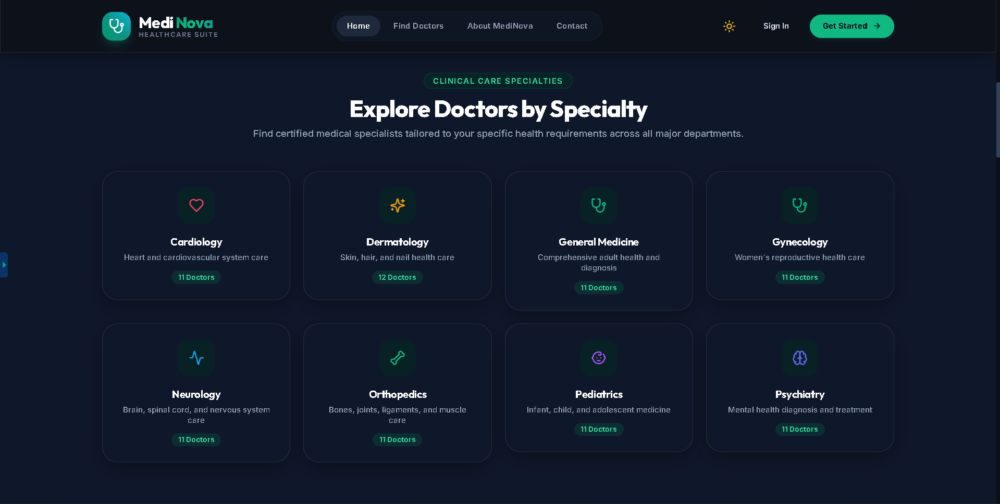 Medi Nova
HEALTHCARE SUITE
Home
Find Doctors
About MediNova
Contact
Sign In
Get Started
CLINICAL CARE SPECIALTIES
Explore Doctors by Specialty
Find certified medical specialists tailored to your specific health requirements across all major departments.
Cardiology
Heart and cardiovascular system care
11 Doctors
Dermatology
Skin, hair, and nail health care
12 Doctors
General Medicine
Comprehensive adult health and
diagnosis
11 Doctors
Gynecology
Women's reproductive health care
11 Doctors
Neurology
Brain, spinal cord, and nervous system
care
11 Doctors
Orthopedics
Bones, joints, ligaments, and muscle
care
11 Doctors
Pediatrics
Infant, child, and adolescent medicine
11 Doctors
Psychiatry
Mental health diagnosis and treatment
11 Doctors